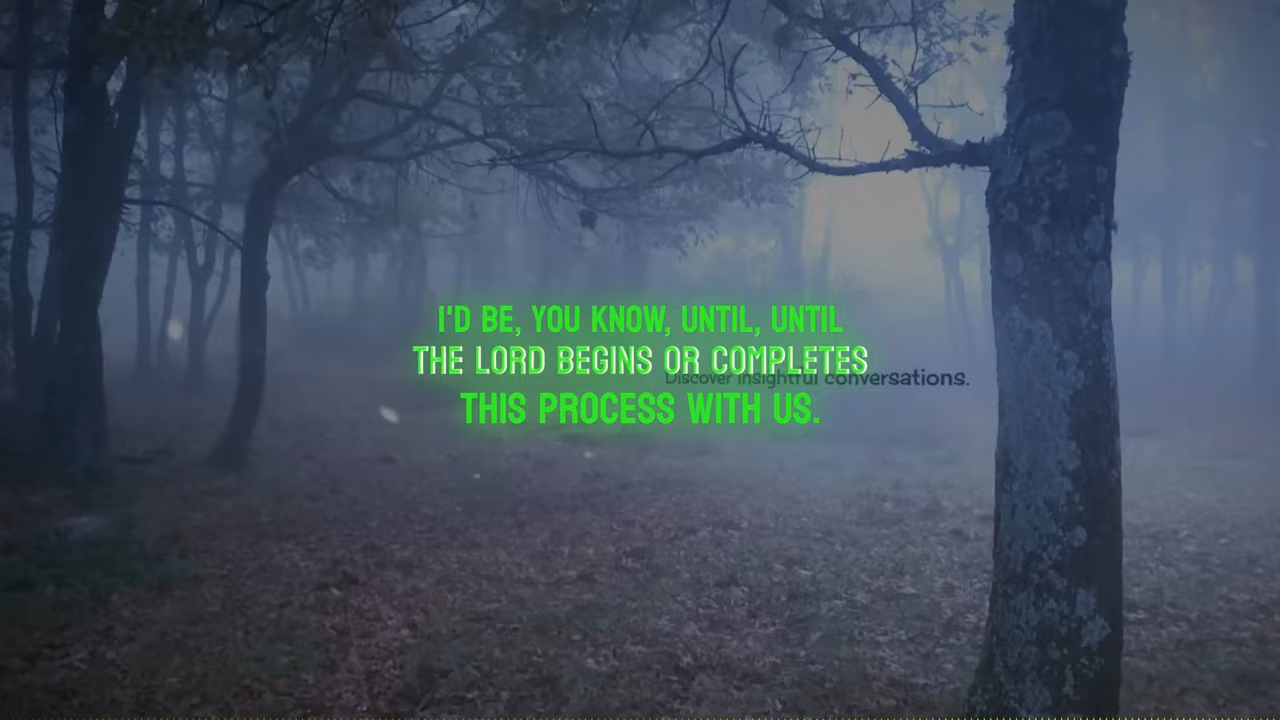 I'D BE, YOU KNOW, UNTIL, UNTIL
THE LORD BEGINS OR COMPLETES
Discover insightful conversations.
THIS PROCESS WITH US.